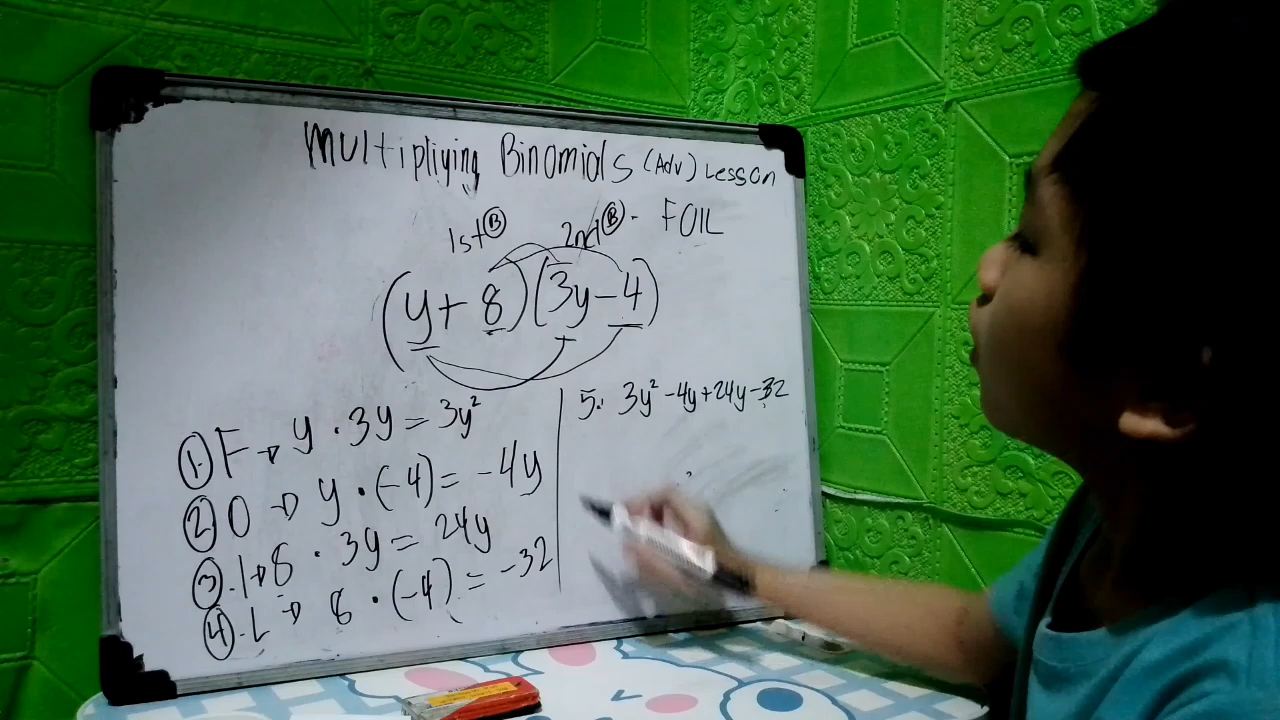 Multipliying Binomials (Adv) Lesson
1st B 2nd B - FOIL
(y + 8)(3y - 4)
1. F → y · 3y = 3y²
2. O → y · (-4) = -4y
3. I → 8 · 3y = 24y
4. L → 8 · (-4) = -32
5. 3y² - 4y + 24y - 32